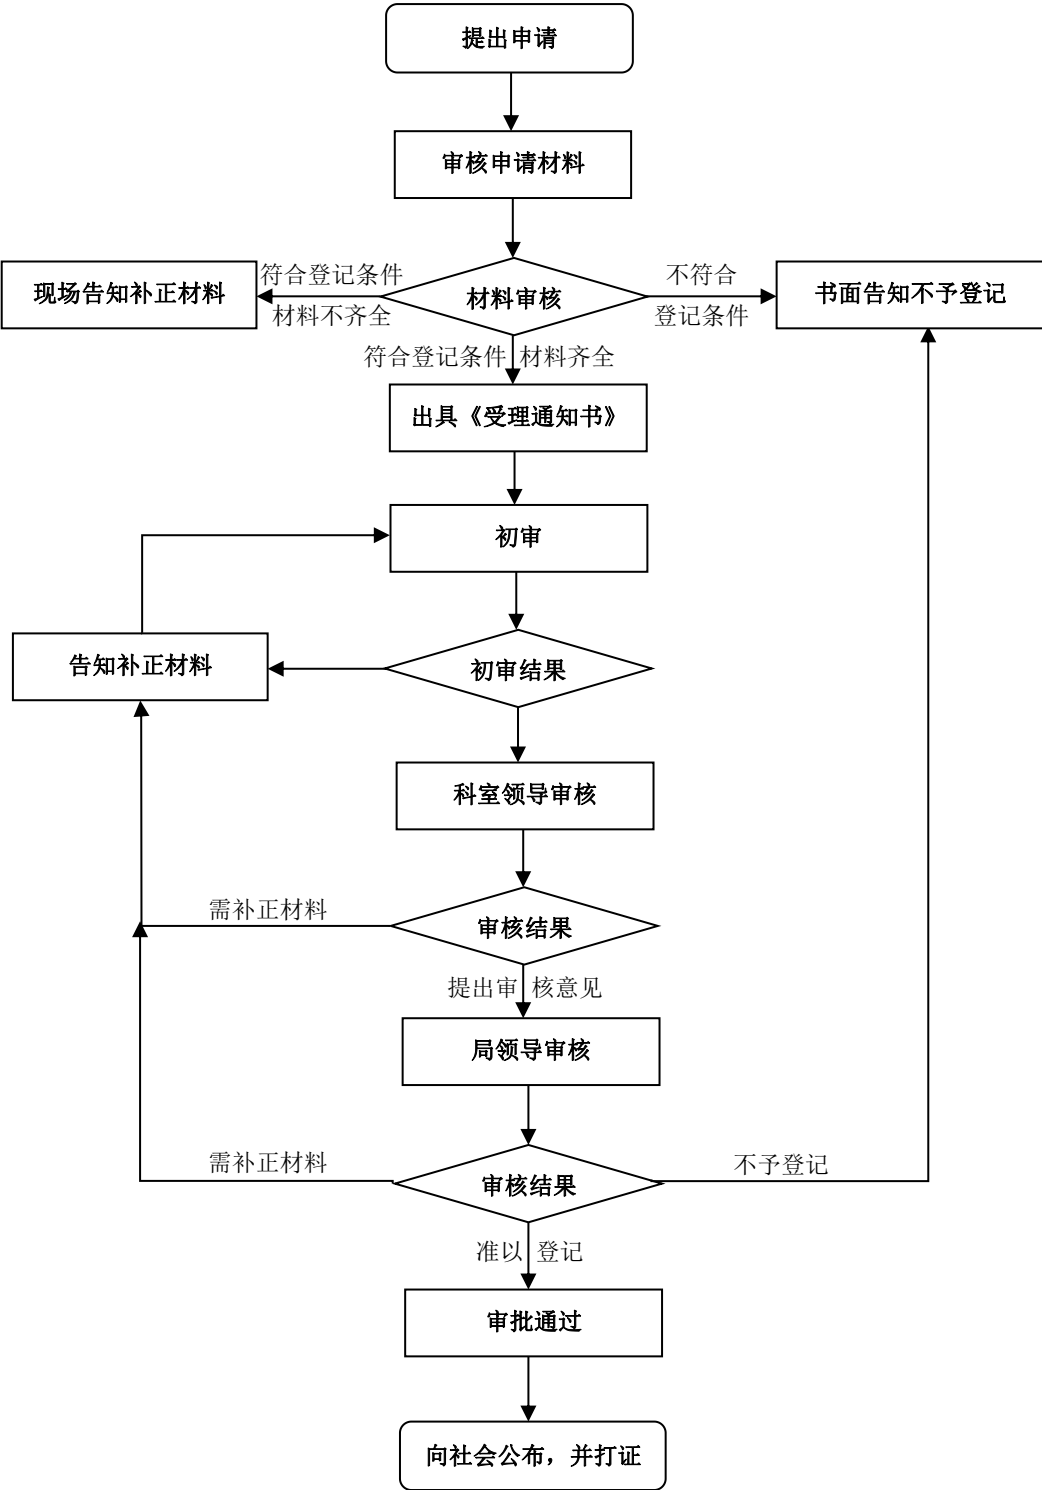 提出申请
审核申请材料
符合登记条件
材料不齐全
现场告知补正材料
材料审核
不符合
登记条件
书面告知不予登记
符合登记条件 材料齐全
出具《受理通知书》
初审
告知补正材料
初审结果
科室领导审核
需补正材料
审核结果
提出审 核意见
局领导审核
需补正材料
审核结果
不予登记
准以 登记
审批通过
向社会公布，并打证